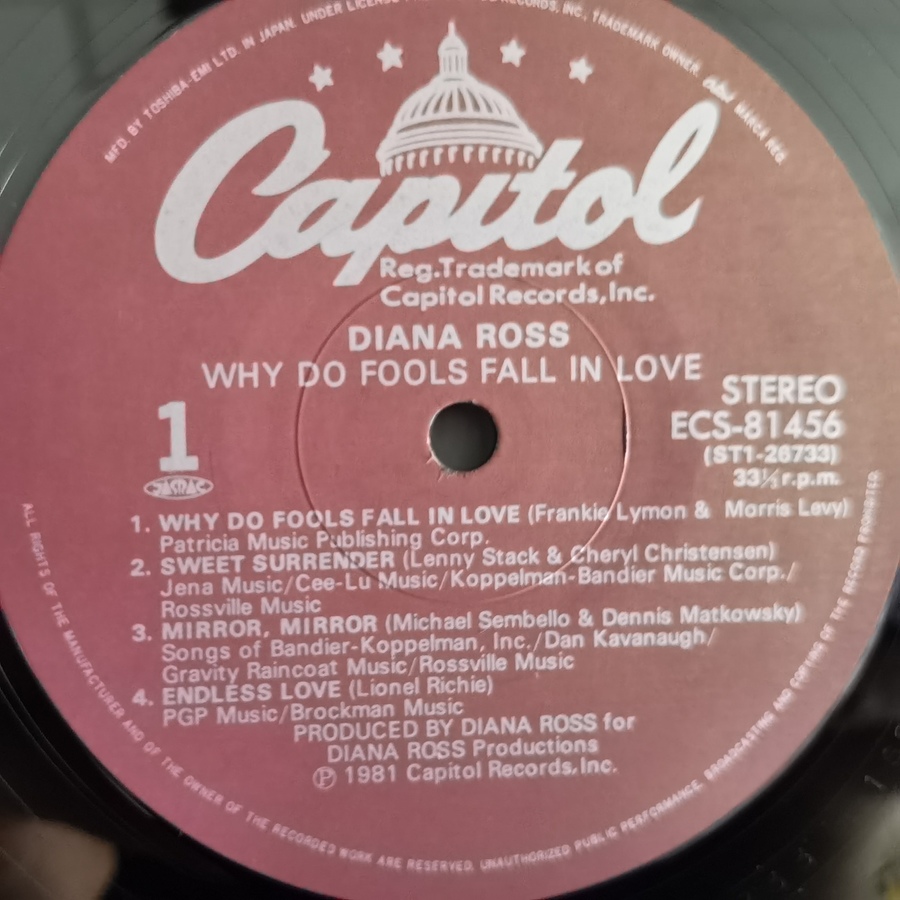 MFD. BY TOSHIBA-EMI LTD. IN JAPAN. UNDER LICENSE RECORDS, INC., TRADEMARK OWNER. MARCA REG.
Capitol
Reg.Trademark of
Capitol Records,Inc.
DIANA ROSS
WHY DO FOOLS FALL IN LOVE
STEREO
1
ECS-81456
(ST1-26733)
33⅓ r.p.m.
JASRAC
1. WHY DO FOOLS FALL IN LOVE (Frankie Lymon & Morris Levy)
Patricia Music Publishing Corp.
2. SWEET SURRENDER (Lenny Stack & Cheryl Christensen)
Jena Music/Cee-Lu Music/Koppelman-Bandier Music Corp./
Rossville Music
3. MIRROR, MIRROR (Michael Sembello & Dennis Matkowsky)
Songs of Bandier-Koppelman, Inc./Dan Kavanaugh/
Gravity Raincoat Music/Rossville Music
4. ENDLESS LOVE (Lionel Richie)
PGP Music/Brockman Music
PRODUCED BY DIANA ROSS for
DIANA ROSS Productions
Ⓟ 1981 Capitol Records,Inc.
ALL RIGHTS OF THE MANUFACTURER AND OF THE OWNER OF THE RECORDED WORK ARE RESERVED. UNAUTHORIZED PUBLIC PERFORMANCE, BROADCASTING AND COPYING OF THE RECORD PROHIBITED